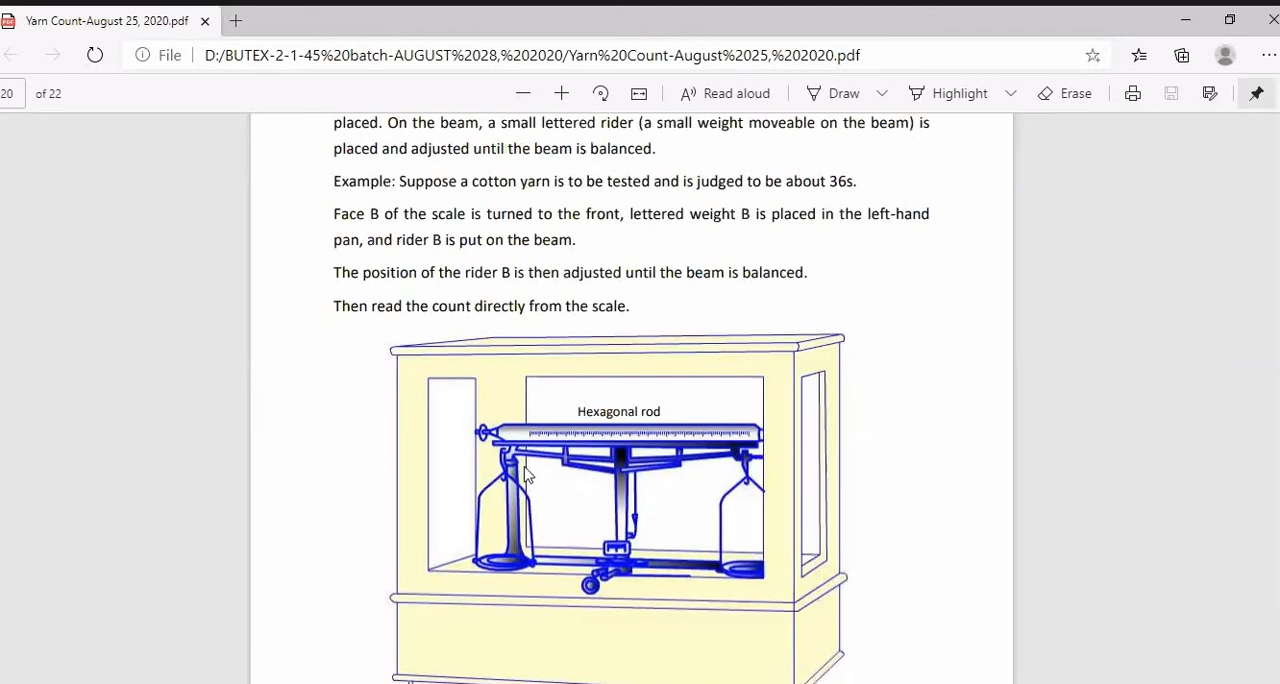 Yarn Count-August 25, 2020.pdf
File D:/BUTEX-2-1-45%20batch-AUGUST%2028,%202020/Yarn%20Count-August%2025,%202020.pdf
20 of 22 Read aloud Draw Highlight Erase
placed. On the beam, a small lettered rider (a small weight moveable on the beam) is
placed and adjusted until the beam is balanced.
Example: Suppose a cotton yarn is to be tested and is judged to be about 36s.
Face B of the scale is turned to the front, lettered weight B is placed in the left-hand
pan, and rider B is put on the beam.
The position of the rider B is then adjusted until the beam is balanced.
Then read the count directly from the scale.
Hexagonal rod